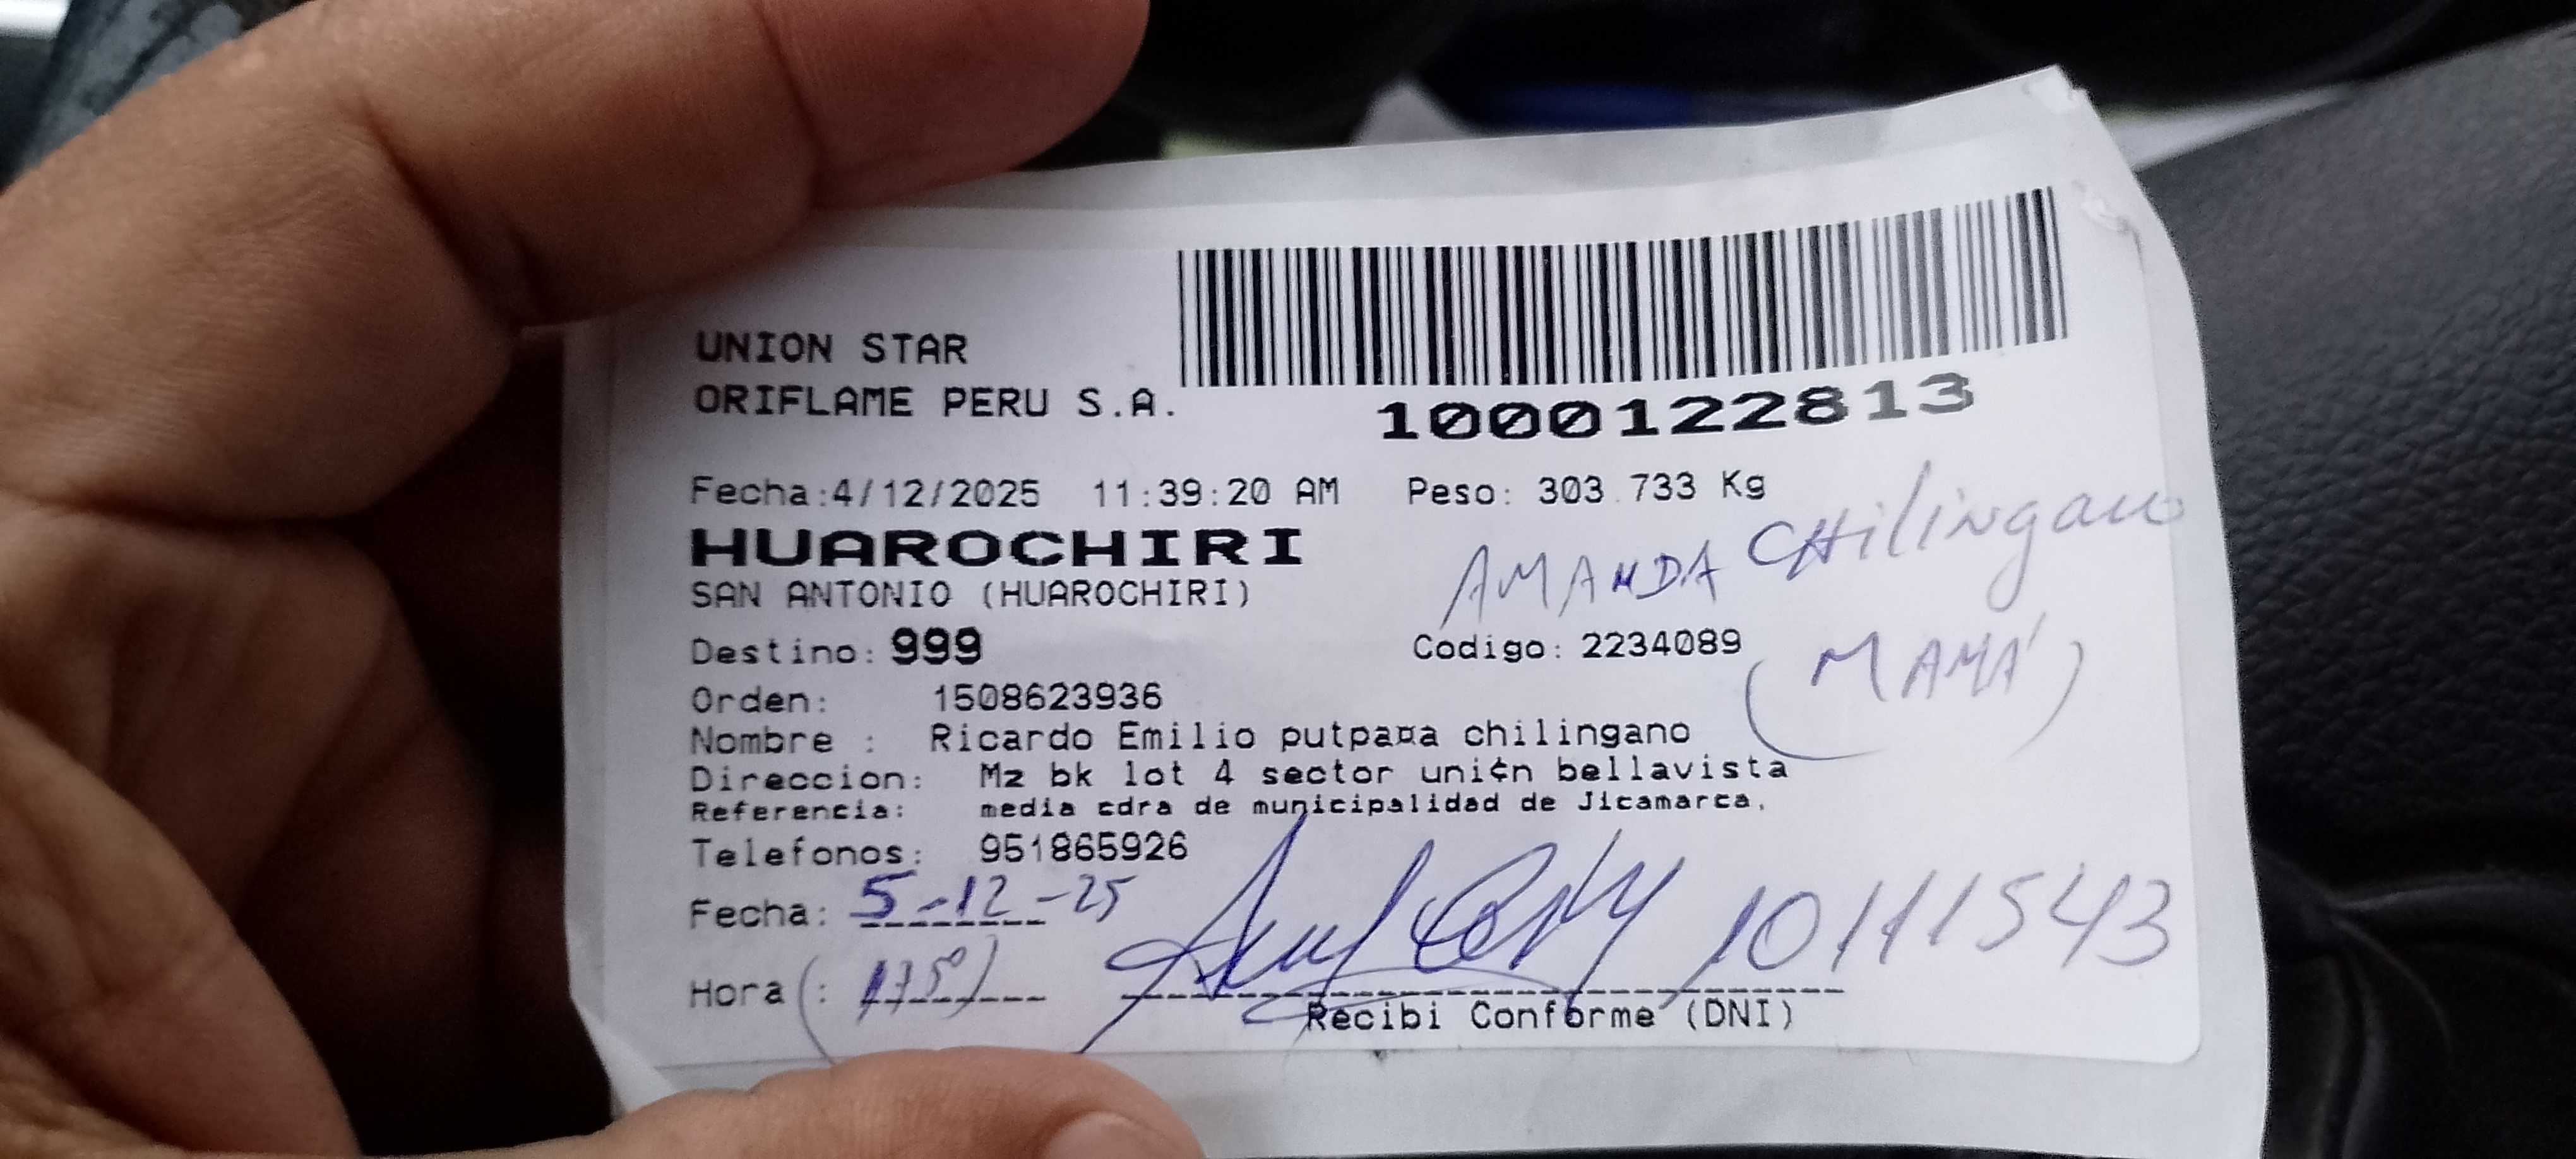 UNION STAR
ORIFLAME PERU S.A.
1000122813
Fecha:4/12/2025 11:39:20 AM Peso: 303.733 Kg
HUAROCHIRI
AMANDA CHilingano
SAN ANTONIO (HUAROCHIRI)
Destino: 999 Codigo: 2234089
(MAMÁ)
Orden: 1508623936
Nombre : Ricardo Emilio putpa¤a chilingano
Direccion: Mz bk lot 4 sector uni¢n bellavista
Referencia: media cdra de municipalidad de Jicamarca.
Telefonos: 951865926
Fecha: 5-12-25
10111543
Hora : (1750)
Recibi Conforme (DNI)